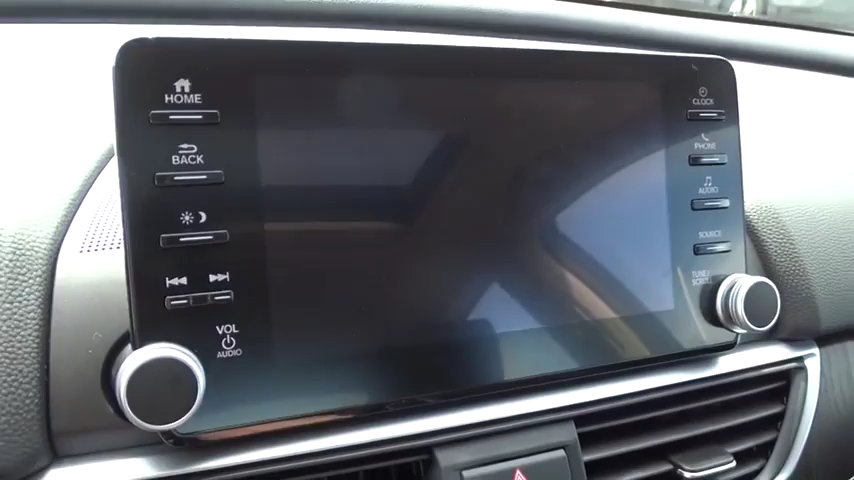 HOME
BACK
VOL
AUDIO
CLOCK
PHONE
AUDIO
SOURCE
TUNE/
SCROLL